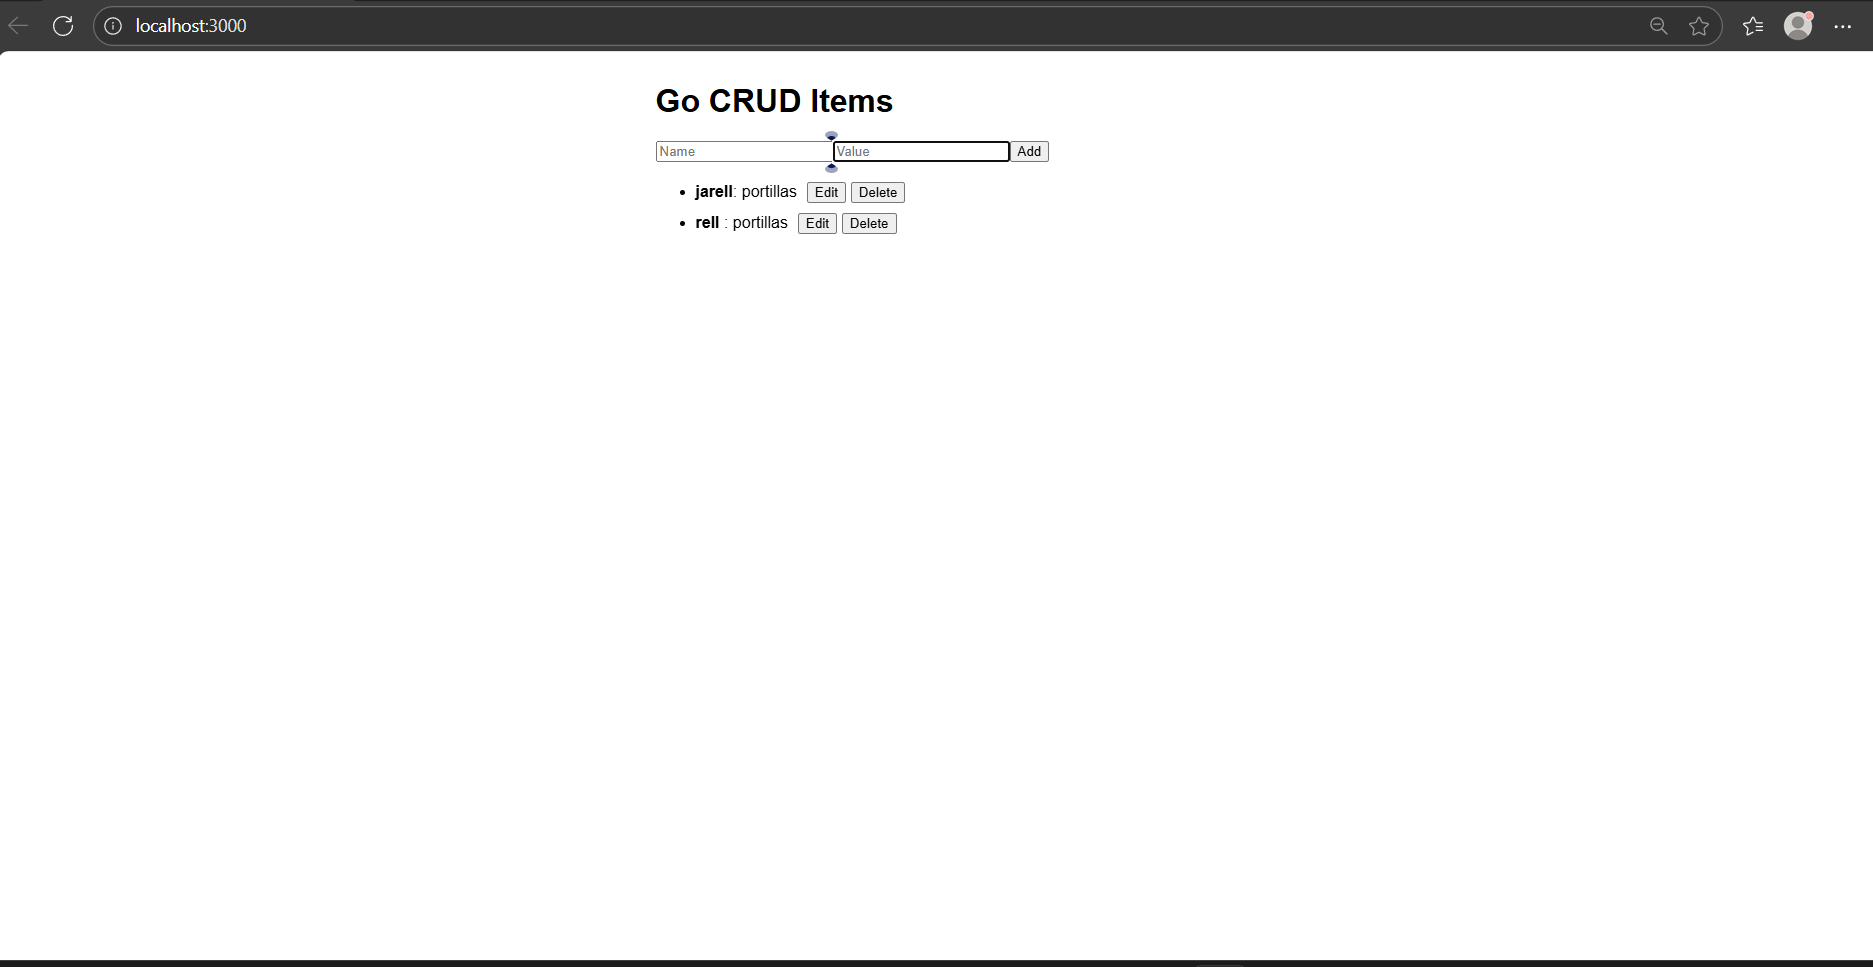 localhost:3000
Go CRUD Items
Name Value Add
jarell: portillas Edit Delete
rell : portillas Edit Delete